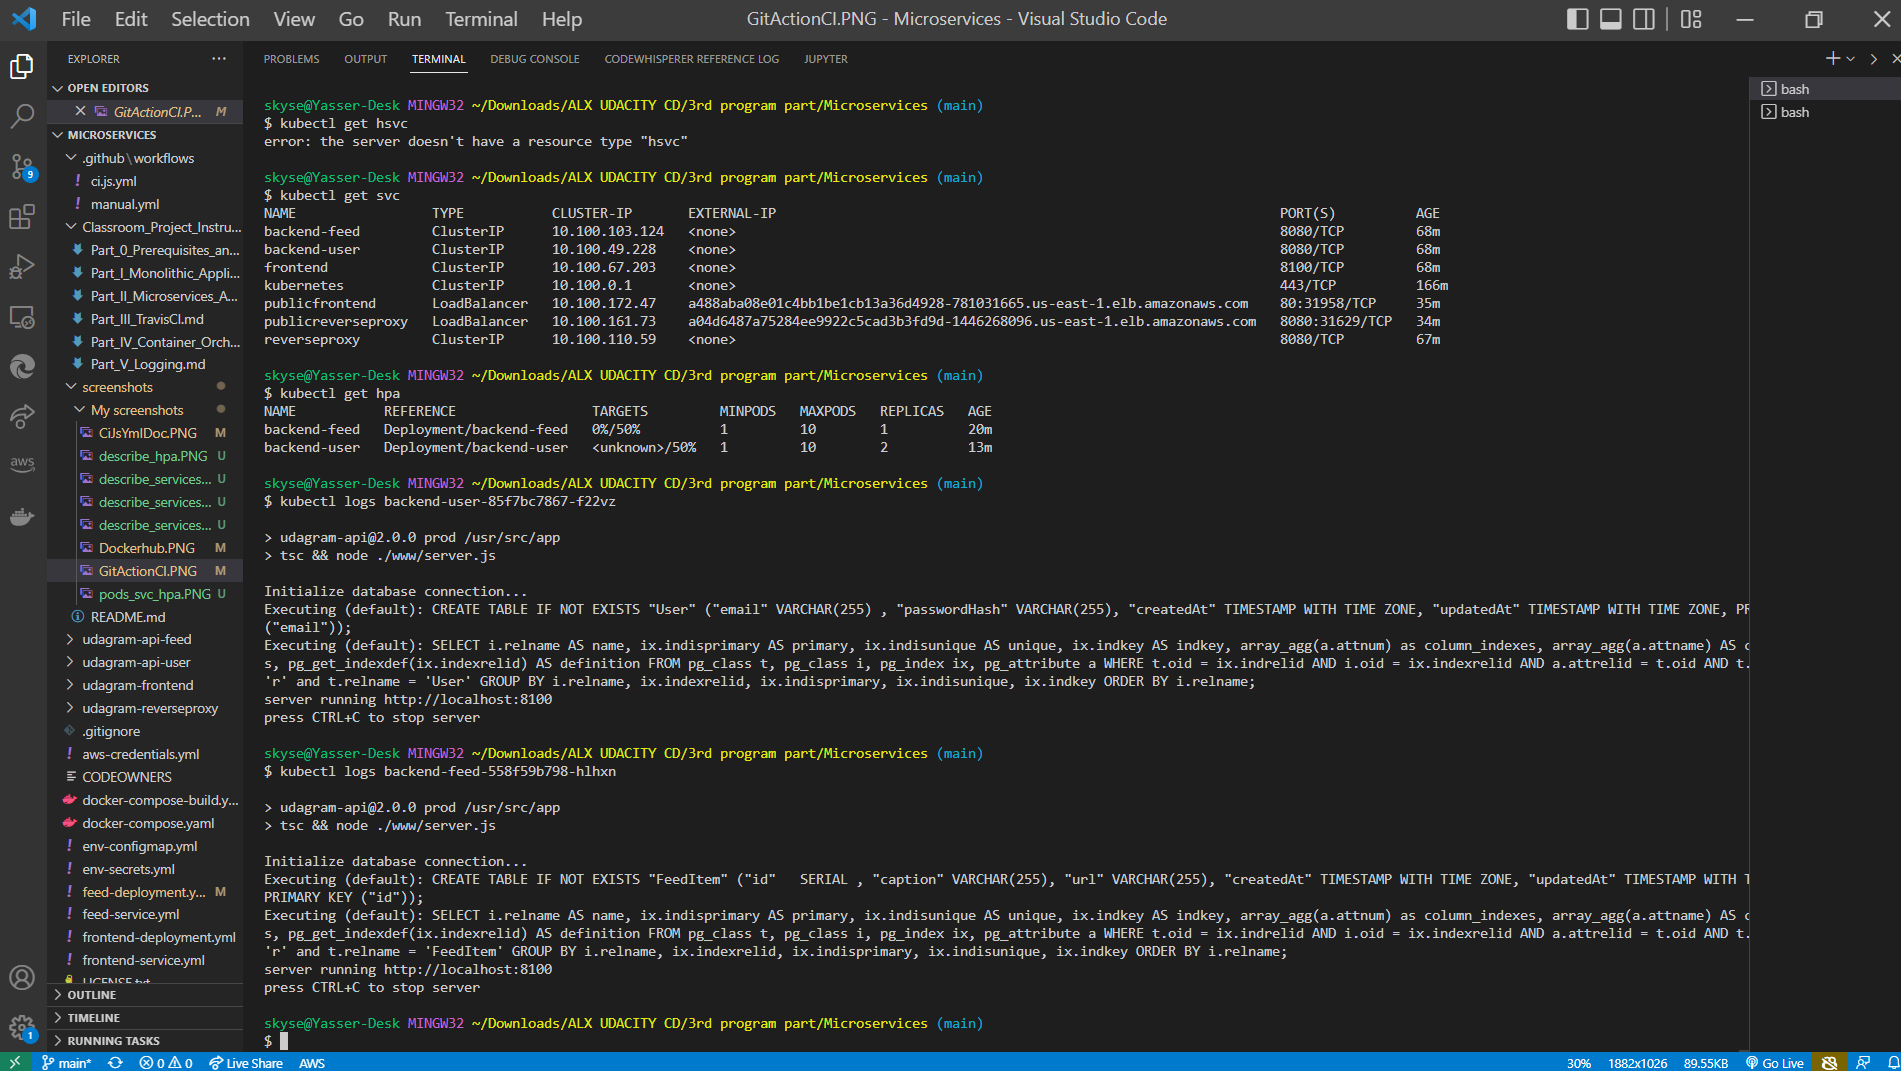 File Edit Selection View Go Run Terminal Help
GitActionCI.PNG - Microservices - Visual Studio Code
EXPLORER
OPEN EDITORS
GitActionCI.P... M
MICROSERVICES
.github\workflows
ci.js.yml
manual.yml
Classroom_Project_Instru...
Part_0_Prerequisites_an...
Part_I_Monolithic_Appli...
Part_II_Microservices_A...
Part_III_TravisCI.md
Part_IV_Container_Orch...
Part_V_Logging.md
screenshots
My screenshots
CiJsYmlDoc.PNG M
describe_hpa.PNG U
describe_services... U
describe_services... U
describe_services... U
Dockerhub.PNG M
GitActionCI.PNG M
pods_svc_hpa.PNG U
README.md
udagram-api-feed
udagram-api-user
udagram-frontend
udagram-reverseproxy
.gitignore
aws-credentials.yml
CODEOWNERS
docker-compose-build.y...
docker-compose.yaml
env-configmap.yml
env-secrets.yml
feed-deployment.y... M
feed-service.yml
frontend-deployment.yml
frontend-service.yml
LICENSE.txt
OUTLINE
TIMELINE
RUNNING TASKS
9
aws
1
PROBLEMS OUTPUT TERMINAL DEBUG CONSOLE CODEWHISPERER REFERENCE LOG JUPYTER
bash
bash
skyse@Yasser-Desk MINGW32 ~/Downloads/ALX UDACITY CD/3rd program part/Microservices (main)
$ kubectl get hsvc
error: the server doesn't have a resource type "hsvc"
skyse@Yasser-Desk MINGW32 ~/Downloads/ALX UDACITY CD/3rd program part/Microservices (main)
$ kubectl get svc
NAME TYPE CLUSTER-IP EXTERNAL-IP PORT(S) AGE
backend-feed ClusterIP 10.100.103.124 <none> 8080/TCP 68m
backend-user ClusterIP 10.100.49.228 <none> 8080/TCP 68m
frontend ClusterIP 10.100.67.203 <none> 8100/TCP 68m
kubernetes ClusterIP 10.100.0.1 <none> 443/TCP 166m
publicfrontend LoadBalancer 10.100.172.47 a488aba08e01c4bb1be1cb13a36d4928-781031665.us-east-1.elb.amazonaws.com 80:31958/TCP 35m
publicreverseproxy LoadBalancer 10.100.161.73 a04d6487a75284ee9922c5cad3b3fd9d-1446268096.us-east-1.elb.amazonaws.com 8080:31629/TCP 34m
reverseproxy ClusterIP 10.100.110.59 <none> 8080/TCP 67m
skyse@Yasser-Desk MINGW32 ~/Downloads/ALX UDACITY CD/3rd program part/Microservices (main)
$ kubectl get hpa
NAME REFERENCE TARGETS MINPODS MAXPODS REPLICAS AGE
backend-feed Deployment/backend-feed 0%/50% 1 10 1 20m
backend-user Deployment/backend-user <unknown>/50% 1 10 2 13m
skyse@Yasser-Desk MINGW32 ~/Downloads/ALX UDACITY CD/3rd program part/Microservices (main)
$ kubectl logs backend-user-85f7bc7867-f22vz
> udagram-api@2.0.0 prod /usr/src/app
> tsc && node ./www/server.js
Initialize database connection...
Executing (default): CREATE TABLE IF NOT EXISTS "User" ("email" VARCHAR(255) , "passwordHash" VARCHAR(255), "createdAt" TIMESTAMP WITH TIME ZONE, "updatedAt" TIMESTAMP WITH TIME ZONE, PR
("email"));
Executing (default): SELECT i.relname AS name, ix.indisprimary AS primary, ix.indisunique AS unique, ix.indkey AS indkey, array_agg(a.attnum) as column_indexes, array_agg(a.attname) AS c
s, pg_get_indexdef(ix.indexrelid) AS definition FROM pg_class t, pg_class i, pg_index ix, pg_attribute a WHERE t.oid = ix.indrelid AND i.oid = ix.indexrelid AND a.attrelid = t.oid AND t.
'r' and t.relname = 'User' GROUP BY i.relname, ix.indexrelid, ix.indisprimary, ix.indisunique, ix.indkey ORDER BY i.relname;
server running http://localhost:8100
press CTRL+C to stop server
skyse@Yasser-Desk MINGW32 ~/Downloads/ALX UDACITY CD/3rd program part/Microservices (main)
$ kubectl logs backend-feed-558f59b798-hlhxn
> udagram-api@2.0.0 prod /usr/src/app
> tsc && node ./www/server.js
Initialize database connection...
Executing (default): CREATE TABLE IF NOT EXISTS "FeedItem" ("id" SERIAL , "caption" VARCHAR(255), "url" VARCHAR(255), "createdAt" TIMESTAMP WITH TIME ZONE, "updatedAt" TIMESTAMP WITH T
PRIMARY KEY ("id"));
Executing (default): SELECT i.relname AS name, ix.indisprimary AS primary, ix.indisunique AS unique, ix.indkey AS indkey, array_agg(a.attnum) as column_indexes, array_agg(a.attname) AS c
s, pg_get_indexdef(ix.indexrelid) AS definition FROM pg_class t, pg_class i, pg_index ix, pg_attribute a WHERE t.oid = ix.indrelid AND i.oid = ix.indexrelid AND a.attrelid = t.oid AND t.
'r' and t.relname = 'FeedItem' GROUP BY i.relname, ix.indexrelid, ix.indisprimary, ix.indisunique, ix.indkey ORDER BY i.relname;
server running http://localhost:8100
press CTRL+C to stop server
skyse@Yasser-Desk MINGW32 ~/Downloads/ALX UDACITY CD/3rd program part/Microservices (main)
$
main* 0 0 Live Share AWS 30% 1882x1026 89.55KB Go Live